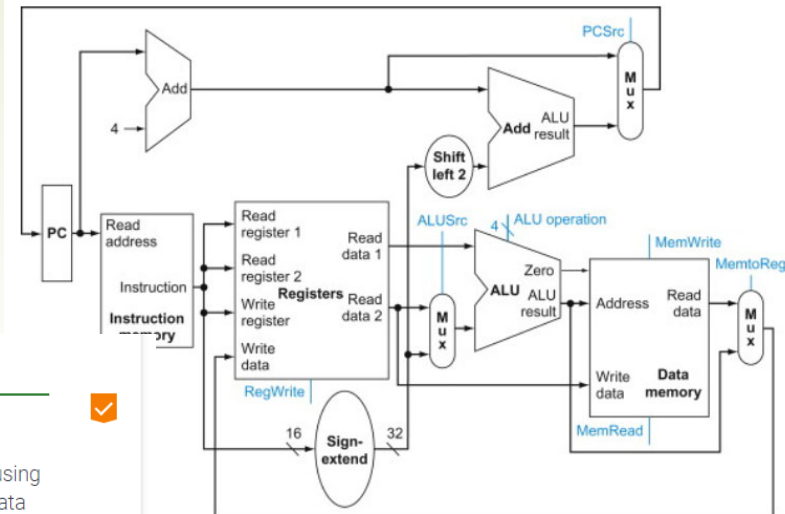 PCSrc
M
u
x
Add
4
Add
ALU
result
Shift
left 2
PC
Read
address
Instruction
Instruction
memory
Read
register 1
Read
register 2
Write
register
Write
data
Registers
Read
data 1
Read
data 2
RegWrite
16
Sign-
extend
32
ALUSrc
M
u
x
4
ALU operation
ALU
Zero
ALU
result
MemWrite
Address
Read
data
Write
data
Data
memory
MemRead
MemtoReg
M
u
x
using